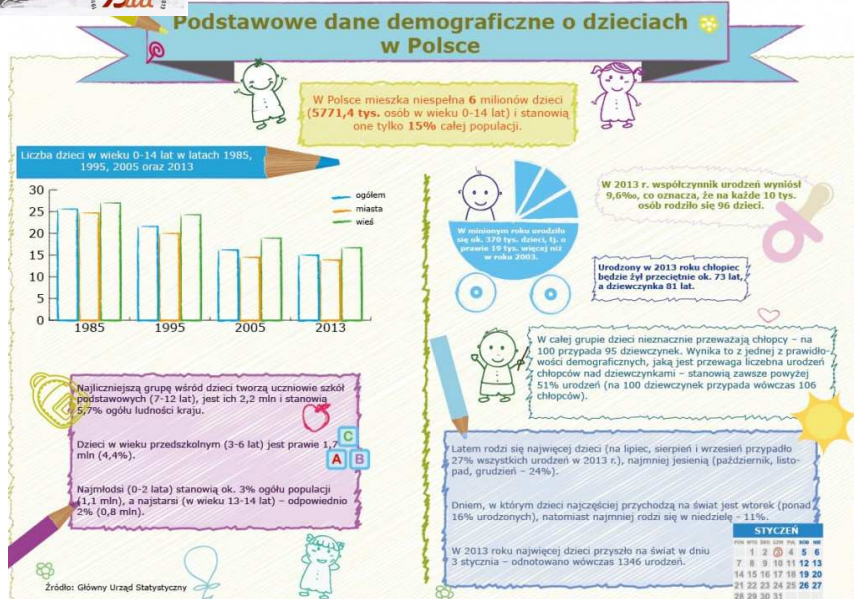 Podstawowe dane demograficzne o dzieciach
w Polsce
W Polsce mieszka niespełna 6 milionów dzieci
(5771,4 tys. osób w wieku 0-14 lat) i stanowią
one tylko 15% całej populacji.
Liczba dzieci w wieku 0-14 lat w latach 1985,
1995, 2005 oraz 2013
30
25
20
15
10
5
0
1985
1995
2005
2013
ogółem
miasta
wieś
Najliczniejszą grupę wśród dzieci tworzą uczniowie szkół
podstawowych (7-12 lat), jest ich 2,2 mln i stanowią
5,7% ogółu ludności kraju.
Dzieci w wieku przedszkolnym (3-6 lat) jest prawie 1,7
mln (4,4%).
Najmłodsi (0-2 lata) stanowią ok. 3% ogółu populacji
(1,1 mln), a najstarsi (w wieku 13-14 lat) – odpowiednio
2% (0,8 mln).
C
A B
Źródło: Główny Urząd Statystyczny
W minionym roku urodziło
się ok. 370 tys. dzieci, tj. o
prawie 19 tys. więcej niż
w roku 2003.
W 2013 r. współczynnik urodzeń wyniósł
9,6‰, co oznacza, że na każde 10 tys.
osób rodziło się 96 dzieci.
Urodzony w 2013 roku chłopiec
będzie żył przeciętnie ok. 73 lat,
a dziewczynka 81 lat.
W całej grupie dzieci nieznacznie przeważają chłopcy – na
100 przypada 95 dziewczynek. Wynika to z jednej z prawidło-
wości demograficznych, jaką jest przewaga liczebna urodzeń
chłopców nad dziewczynkami – stanowią zawsze powyżej
51% urodzeń (na 100 dziewczynek przypada wówczas 106
chłopców).
Latem rodzi się najwięcej dzieci (na lipiec, sierpień i wrzesień przypadło
27% wszystkich urodzeń w 2013 r.), najmniej jesienią (październik, listo-
pad, grudzień – 24%).
Dniem, w którym dzieci najczęściej przychodzą na świat jest wtorek (ponad
16% urodzonych), natomiast najmniej rodzi się w niedzielę – 11%.
W 2013 roku najwięcej dzieci przyszło na świat w dniu
3 stycznia – odnotowano wówczas 1346 urodzeń.
STYCZEŃ
1 2 3 4 5 6
7 8 9 10 11 12 13
14 15 16 17 18 19 20
21 22 23 24 25 26 27
28 29 30 31